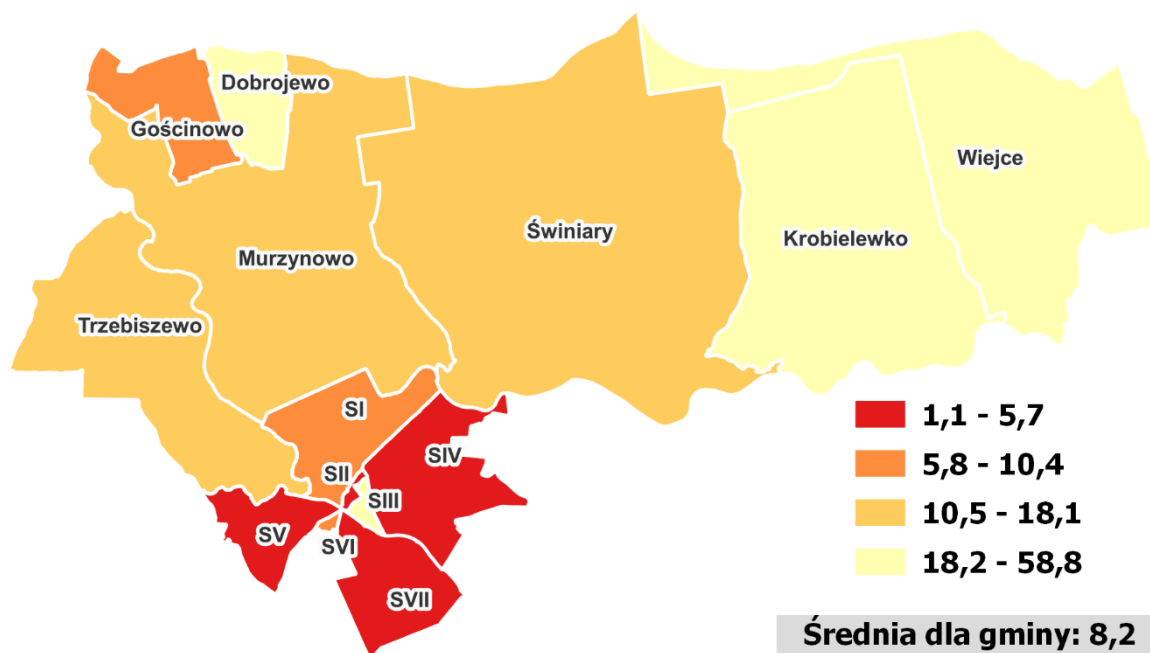 Dobrojewo
Gościnowo
Wiejce
Świniary
Krobielewko
Murzynowo
Trzebiszewo
SI
SIV
SII
SIII
SV
SVI
SVII
1,1 - 5,7
5,8 - 10,4
10,5 - 18,1
18,2 - 58,8
Średnia dla gminy: 8,2